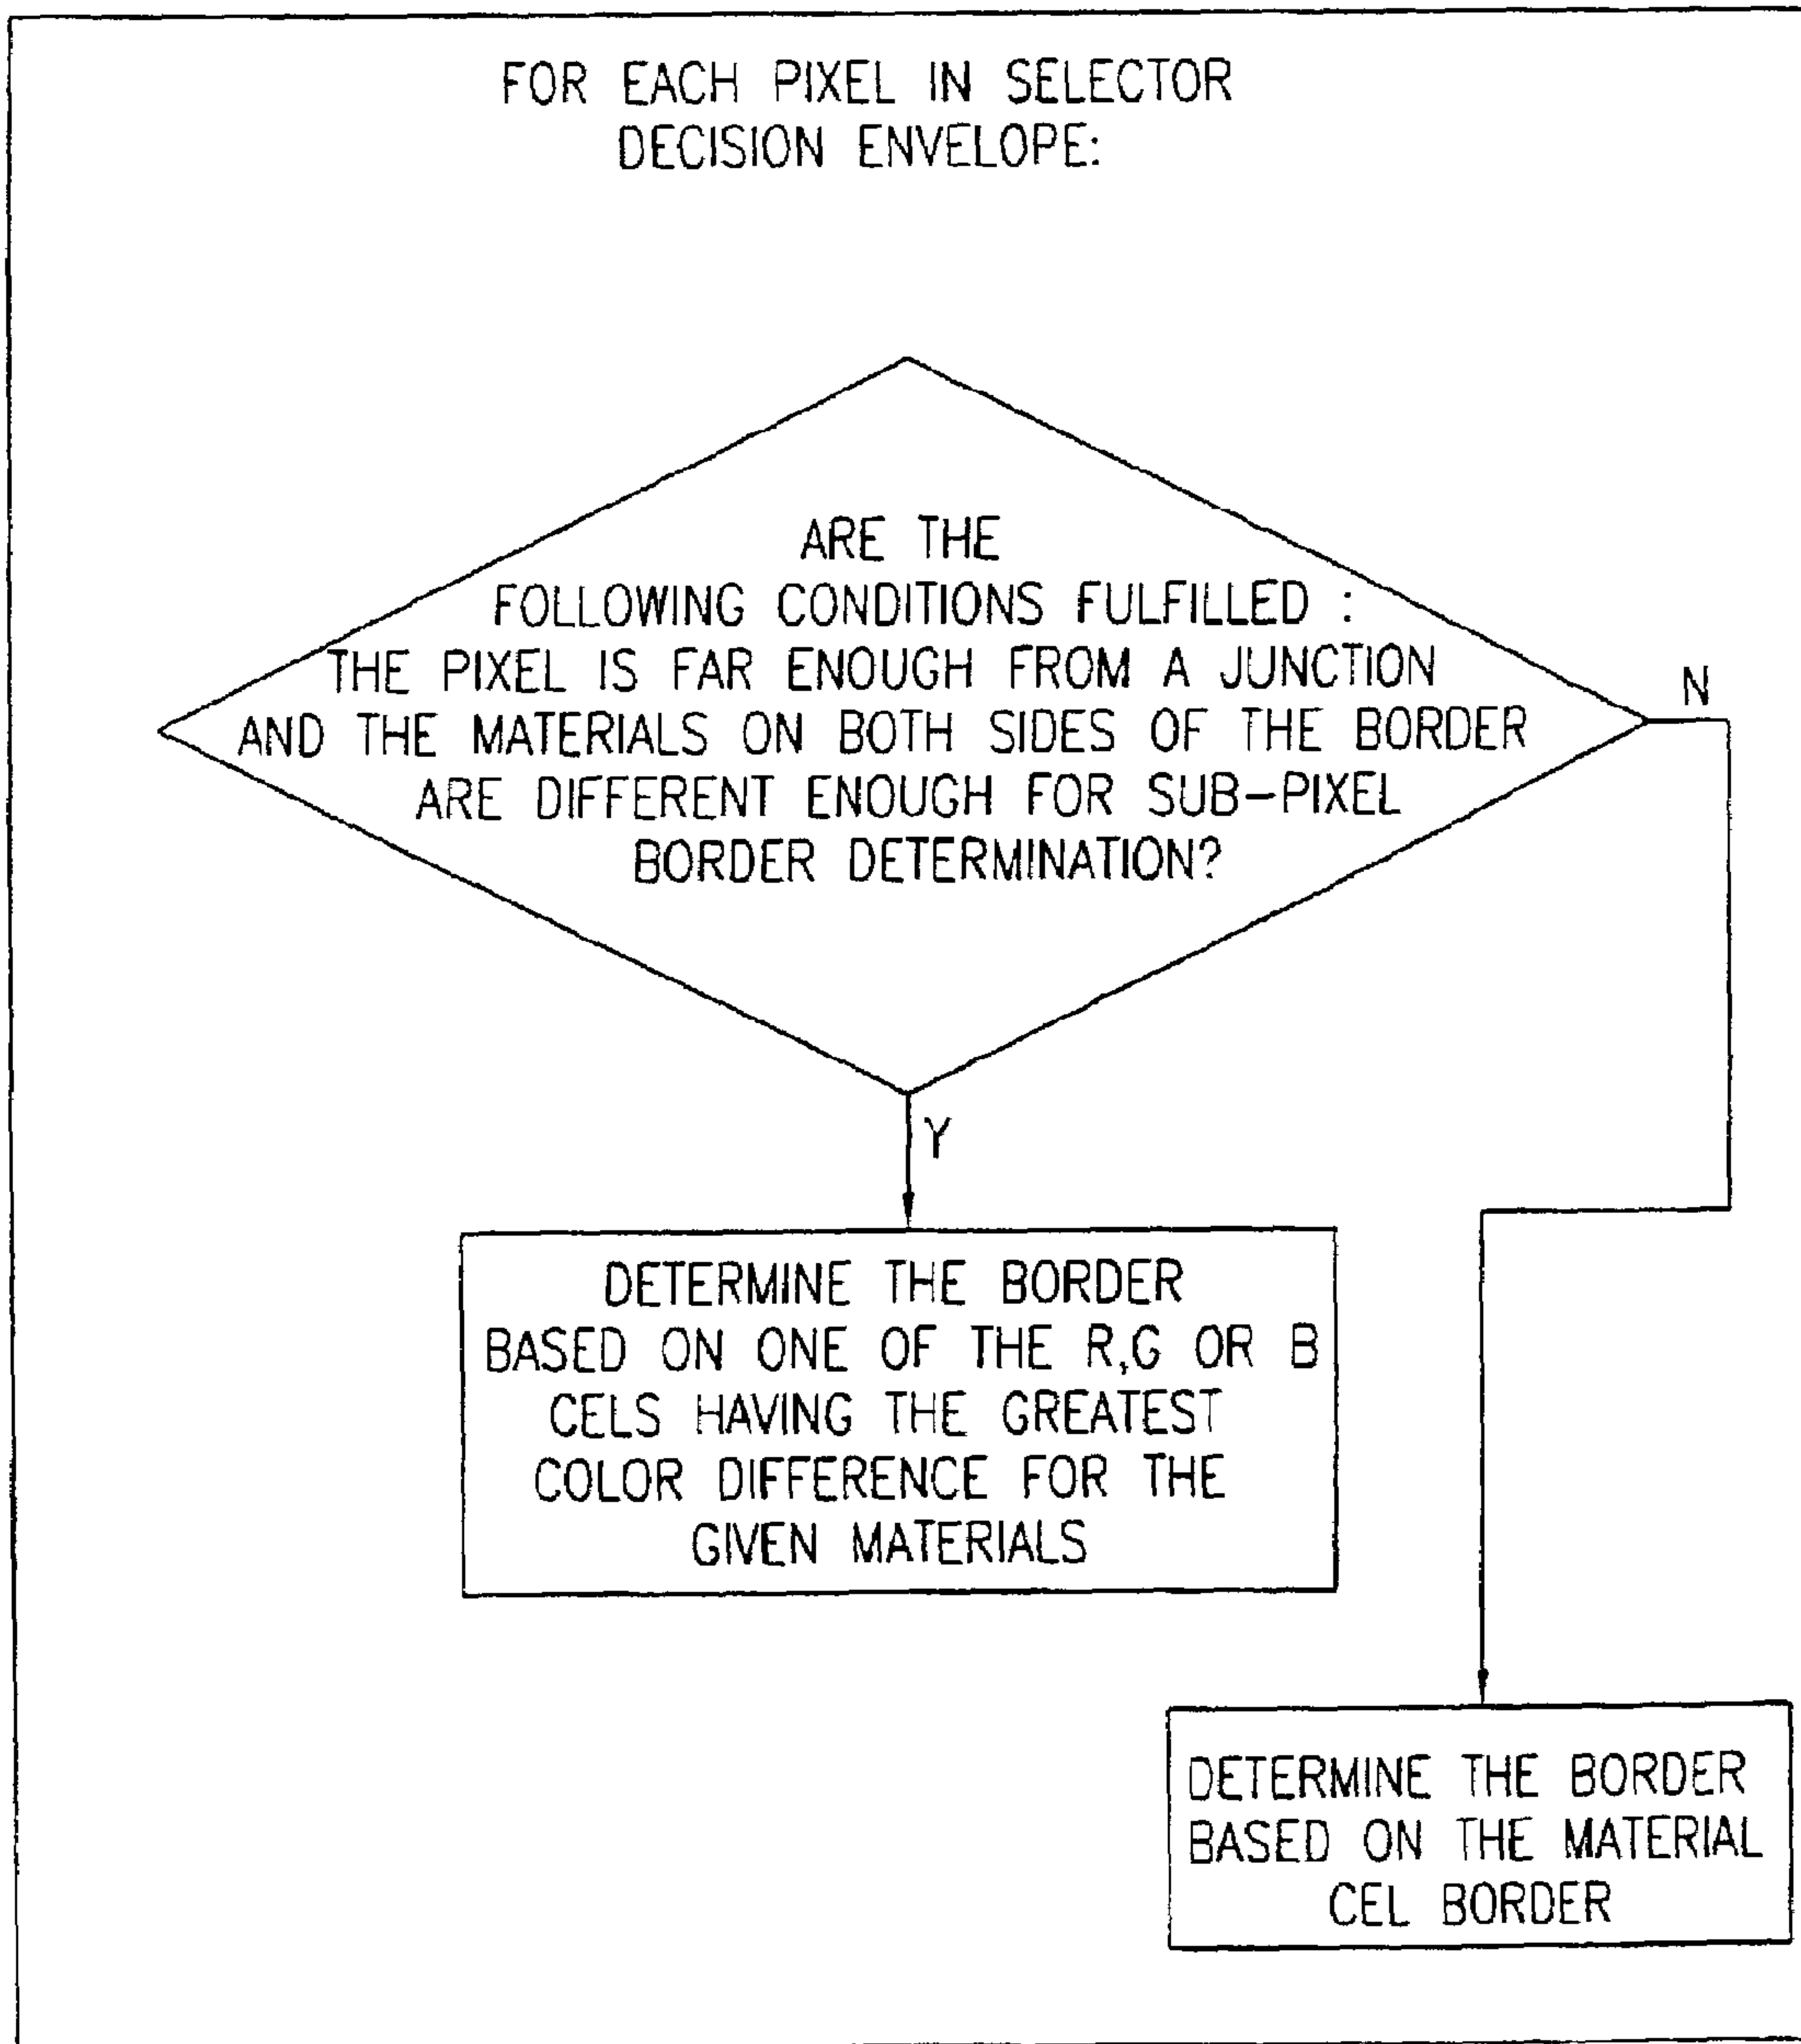 FOR EACH PIXEL IN SELECTOR
DECISION ENVELOPE:
ARE THE
FOLLOWING CONDITIONS FULFILLED :
THE PIXEL IS FAR ENOUGH FROM A JUNCTION
AND THE MATERIALS ON BOTH SIDES OF THE BORDER
ARE DIFFERENT ENOUGH FOR SUB-PIXEL
BORDER DETERMINATION?
N
Y
DETERMINE THE BORDER
BASED ON ONE OF THE R,G OR B
CELS HAVING THE GREATEST
COLOR DIFFERENCE FOR THE
GIVEN MATERIALS
DETERMINE THE BORDER
BASED ON THE MATERIAL
CEL BORDER